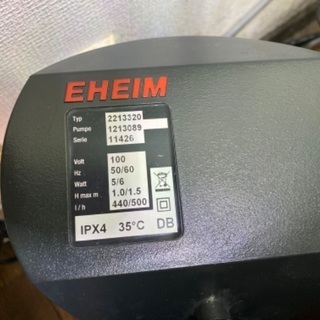 EHEIM
Typ 2213320
Pumpe 1213089
Serie 11426
Volt 100
Hz 50/60
Watt 5/6
H max m 1.0/1.5
l / h 440/500
IPX4 35°C DB